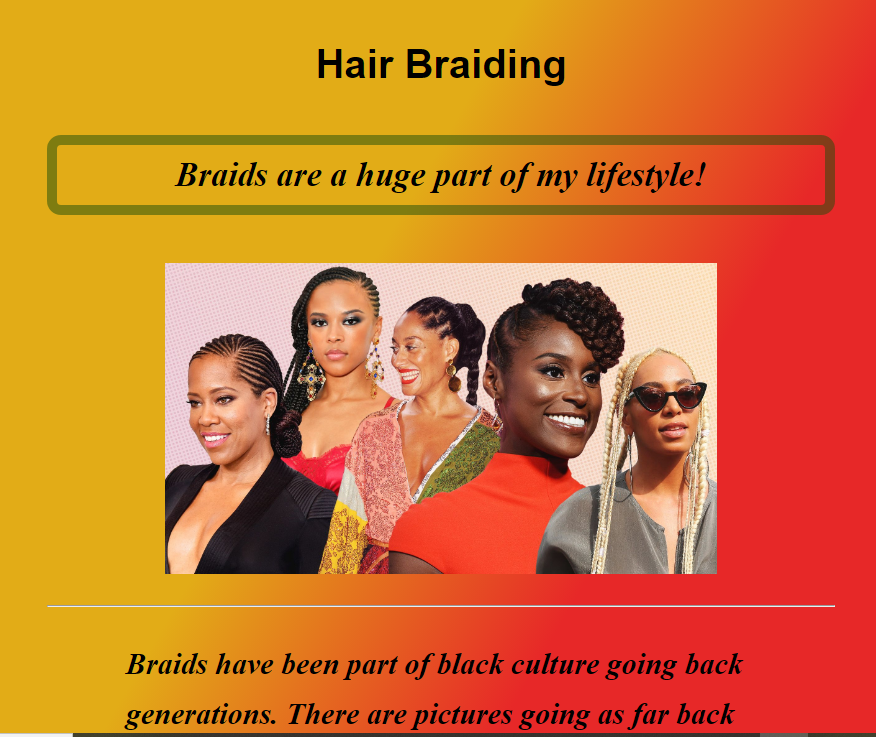 Hair Braiding
Braids are a huge part of my lifestyle!
Braids have been part of black culture going back
generations. There are pictures going as far back